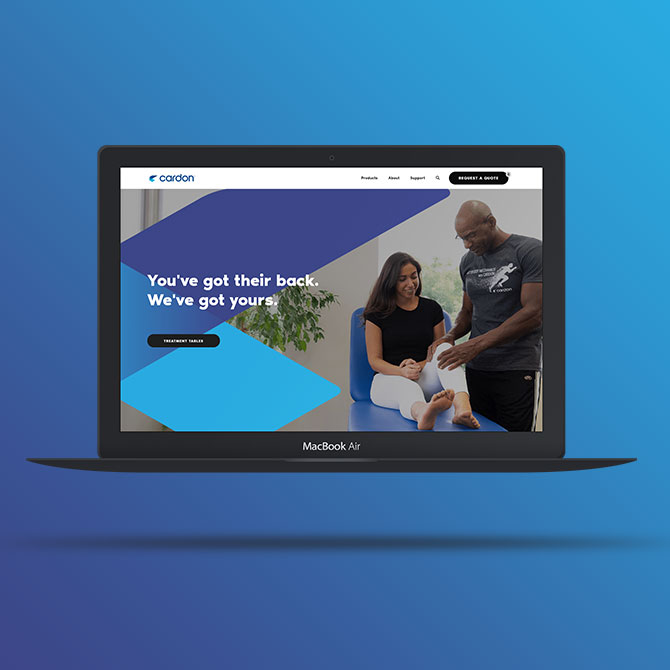 cardon
Products About Support REQUEST A QUOTE
You've got their back.
We've got yours.
TREATMENT TABLES
cardon
MacBook Air